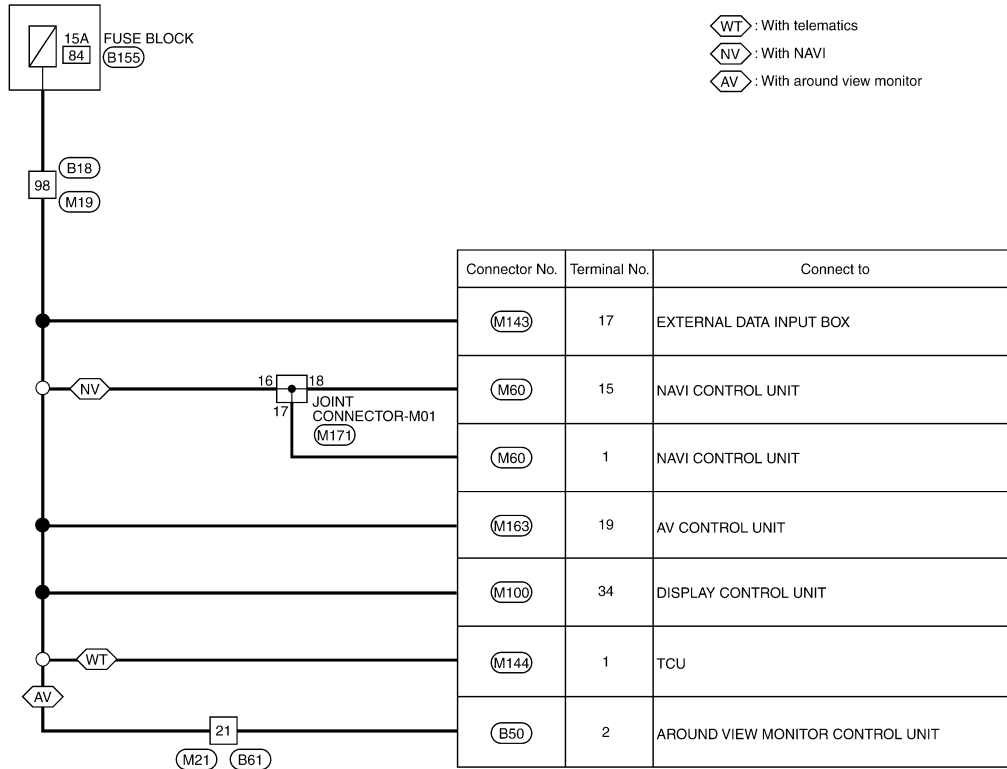 15A
84
FUSE BLOCK
B155
WT : With telematics
NV : With NAVI
AV : With around view monitor
98
B18
M19
Connector No. Terminal No. Connect to
M143 17 EXTERNAL DATA INPUT BOX
NV
16 18
17
JOINT
CONNECTOR-M01
M171
M60 15 NAVI CONTROL UNIT
M60 1 NAVI CONTROL UNIT
M163 19 AV CONTROL UNIT
M100 34 DISPLAY CONTROL UNIT
WT
M144 1 TCU
AV
21
M21 B61
B50 2 AROUND VIEW MONITOR CONTROL UNIT